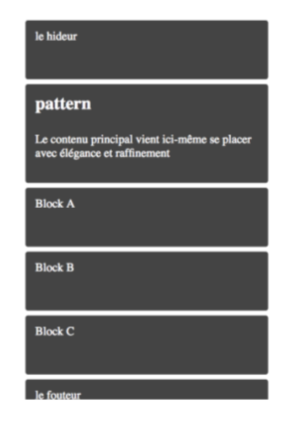 le hideur
pattern
Le contenu principal vient ici-même se placer
avec élégance et raffinement
Block A
Block B
Block C
le fouteur